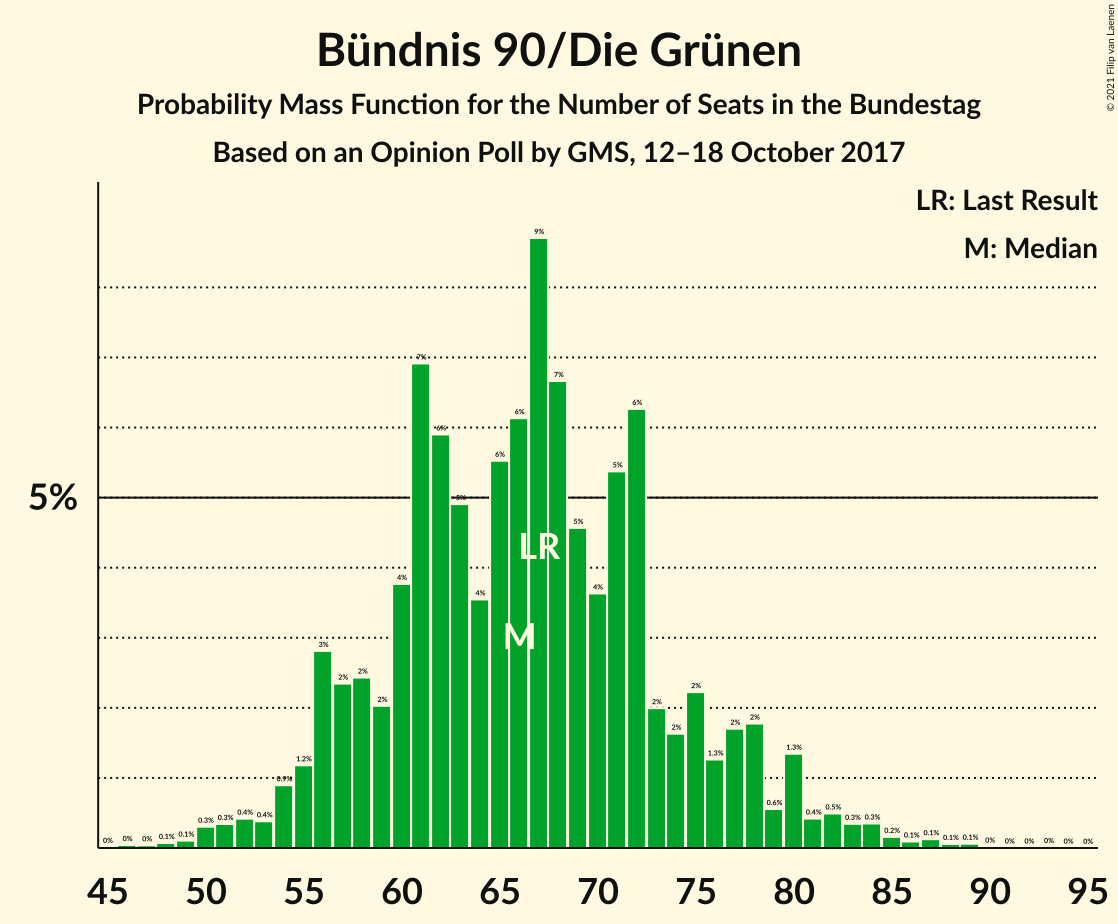 Bündnis 90/Die Grünen
Probability Mass Function for the Number of Seats in the Bundestag
Based on an Opinion Poll by GMS, 12–18 October 2017
© 2021 Filip van Laenen
LR: Last Result
M: Median
5%
0% 0% 0% 0.1% 0.1% 0.3% 0.3% 0.4% 0.4% 0.9% 1.2% 3% 2% 2% 2% 4% 7% 6% 5% 4% 6% 6% 9% 7% 5% 4% 5% 6% 2% 2% 2% 1.3% 2% 2% 0.6% 1.3% 0.4% 0.5% 0.3% 0.3% 0.2% 0.1% 0.1% 0.1% 0.1% 0% 0% 0% 0% 0% 0%
LR
M
45 50 55 60 65 70 75 80 85 90 95